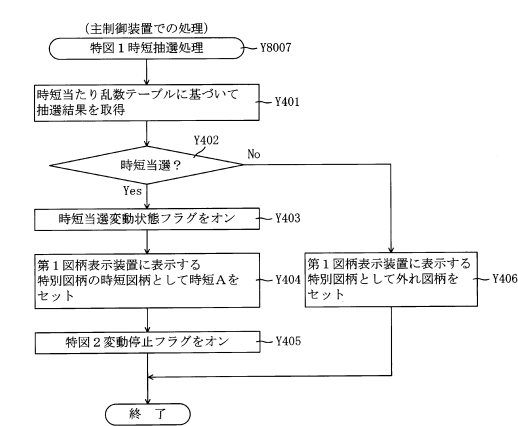 (主制御装置での処理)
特図1時短抽選処理
Y8007
時短当たり乱数テーブルに基づいて
抽選結果を取得
Y401
Y402
時短当選?
No
Yes
時短当選変動状態フラグをオン
Y403
第1図柄表示装置に表示する
特別図柄の時短図柄として時短Aを
セット
Y404
第1図柄表示装置に表示する
特別図柄として外れ図柄を
セット
Y406
特図2変動停止フラグをオン
Y405
終 了